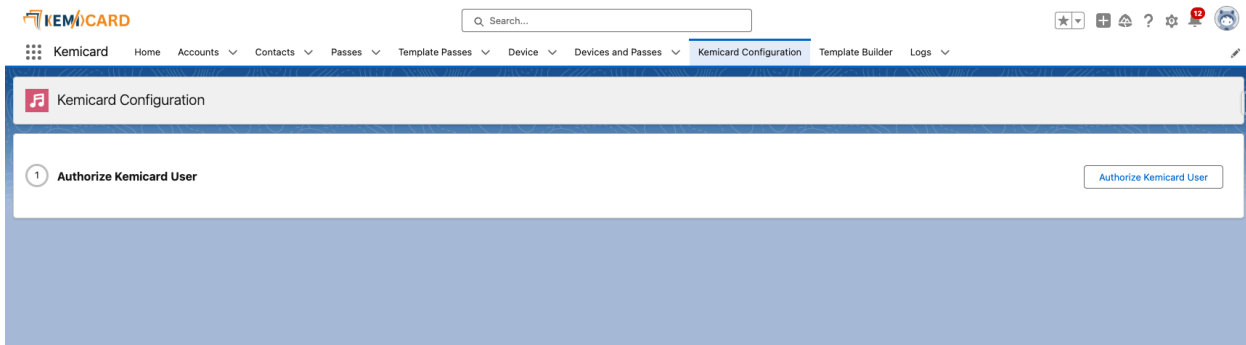 KEMICARD
Search...
12
Kemicard Home Accounts Contacts Passes Template Passes Device Devices and Passes Kemicard Configuration Template Builder Logs
Kemicard Configuration
1 Authorize Kemicard User Authorize Kemicard User